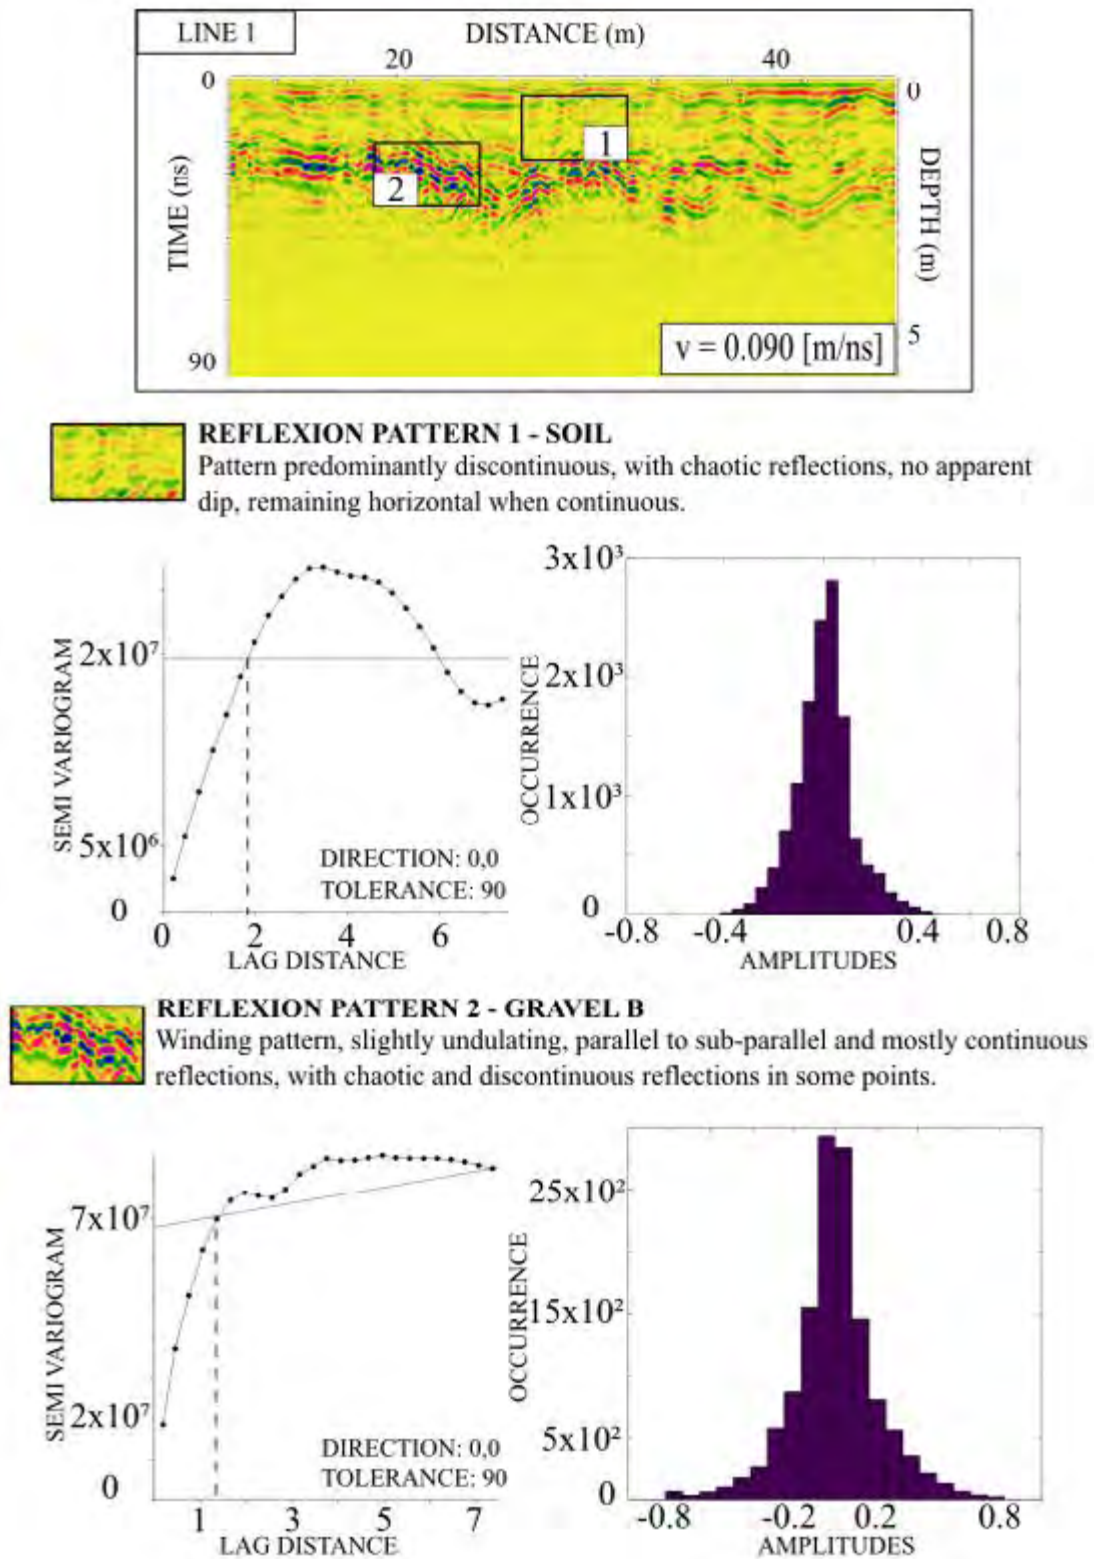 LINE 1
DISTANCE (m)
20
40
0
0
1
2
TIME (ns)
DEPTH (m)
5
90
v = 0.090 [m/ns]
REFLEXION PATTERN 1 - SOIL
Pattern predominantly discontinuous, with chaotic reflections, no apparent
dip, remaining horizontal when continuous.
SEMI VARIOGRAM
2x10⁷
5x10⁶
0
DIRECTION: 0,0
TOLERANCE: 90
0 2 4 6
LAG DISTANCE
OCCURRENCE
3x10³
2x10³
1x10³
0
-0.8 -0.4 0.4 0.8
AMPLITUDES
REFLEXION PATTERN 2 - GRAVEL B
Winding pattern, slightly undulating, parallel to sub-parallel and mostly continuous
reflections, with chaotic and discontinuous reflections in some points.
SEMI VARIOGRAM
7x10⁷
2x10⁷
0
DIRECTION: 0,0
TOLERANCE: 90
1 3 5 7
LAG DISTANCE
OCCURRENCE
25x10²
15x10²
5x10²
0
-0.8 -0.2 0.2 0.8
AMPLITUDES